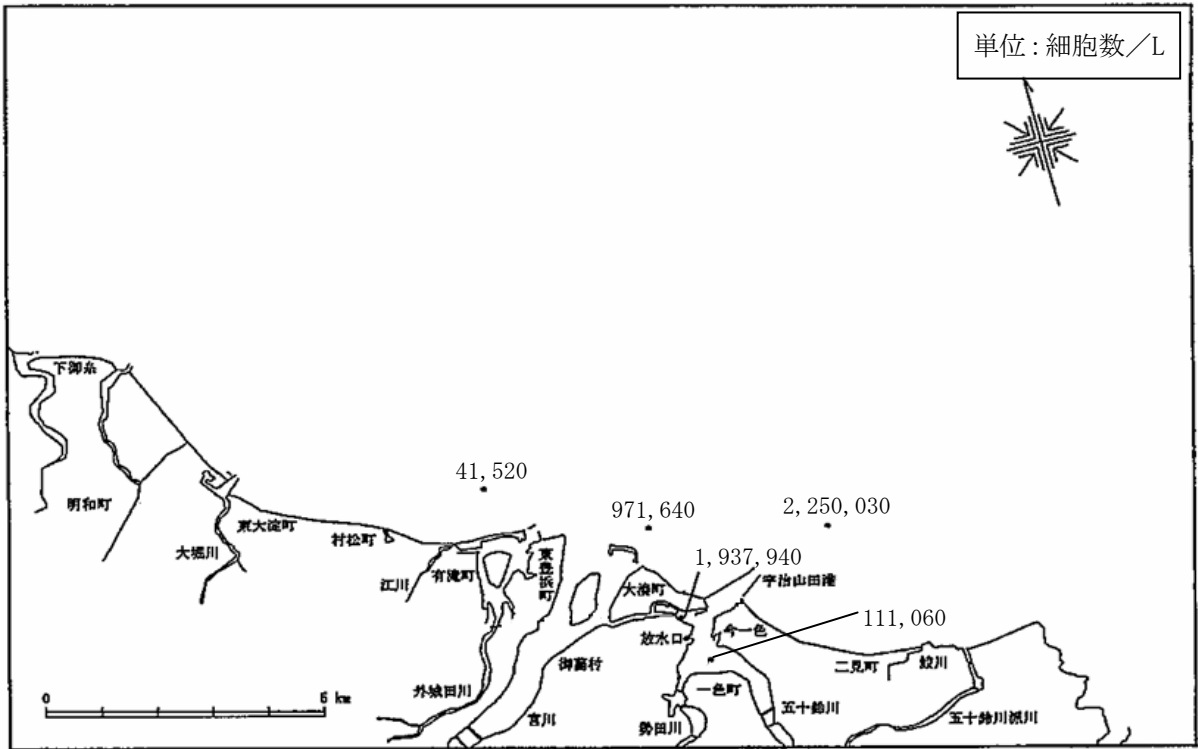 単位：細胞数／L
下御糸
明和町
41,520
971,640
2,250,030
東大淀町
村松町
大堀川
江川
有滝町
東豊浜町
大湊町
1,937,940
宇治山田港
111,060
今一色
放水口
御薗村
二見町
鮫川
外城田川
一色町
宮川
勢田川
五十鈴川
五十鈴川派川
0
6 km